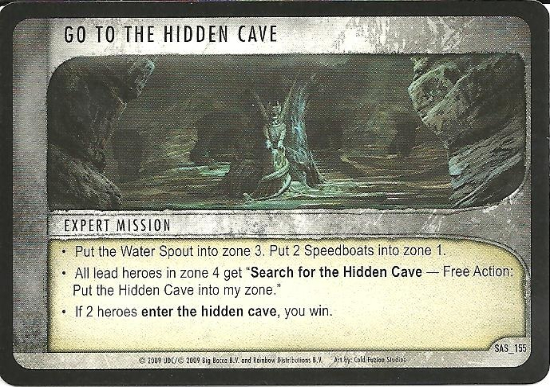 GO TO THE HIDDEN CAVE
EXPERT MISSION
• Put the Water Spout into zone 3. Put 2 Speedboats into zone 1.
• All lead heroes in zone 4 get "Search for the Hidden Cave — Free Action:
Put the Hidden Cave into my zone."
• If 2 heroes enter the hidden cave, you win.
SAS_155
© 2009 UDC/© 2009 Big Bocca B.V. and Rainbow Distributions B.V. Art by: Cold Fusion Studios